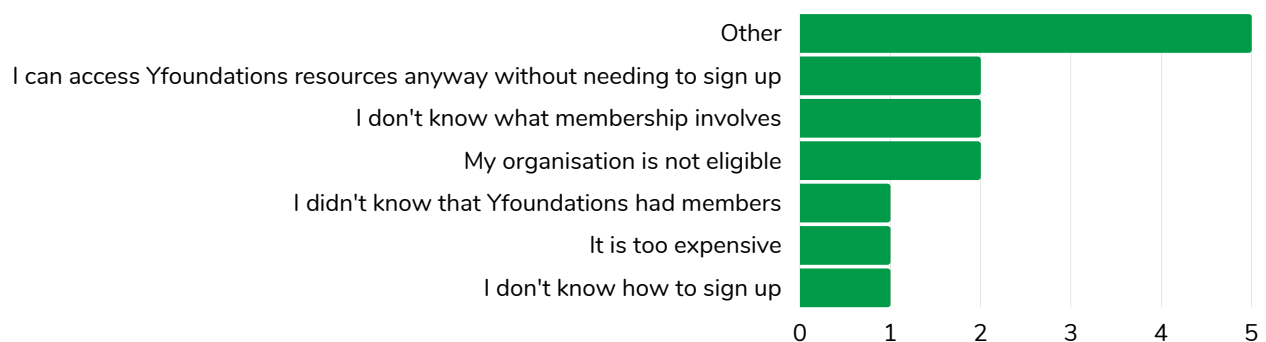 Other
I can access Yfoundations resources anyway without needing to sign up
I don't know what membership involves
My organisation is not eligible
I didn't know that Yfoundations had members
It is too expensive
I don't know how to sign up
0 1 2 3 4 5